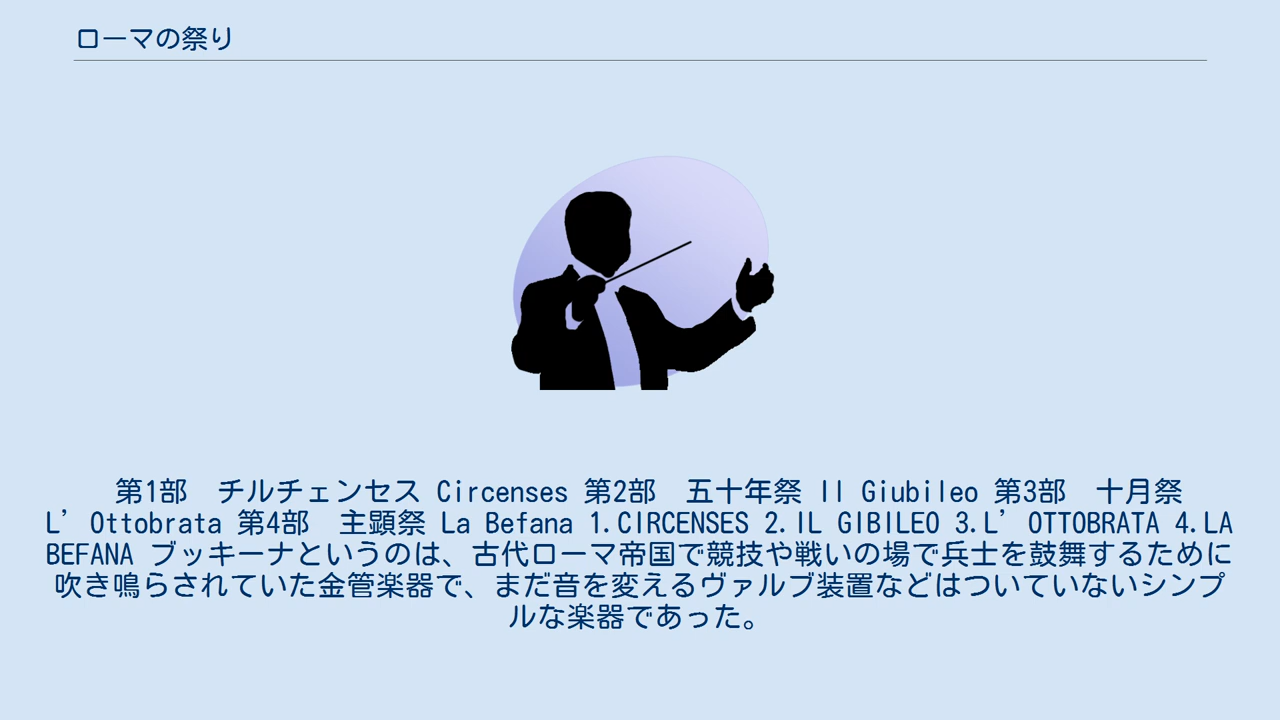 ローマの祭り
第1部　チルチェンセス Circenses 第2部　五十年祭 Il Giubileo 第3部　十月祭
L’Ottobrata 第4部　主顕祭 La Befana 1.CIRCENSES 2.IL GIBILEO 3.L’OTTOBRATA 4.LA
BEFANA ブッキーナというのは、古代ローマ帝国で競技や戦いの場で兵士を鼓舞するために
吹き鳴らされていた金管楽器で、まだ音を変えるヴァルブ装置などはついていないシンプ
ルな楽器であった。